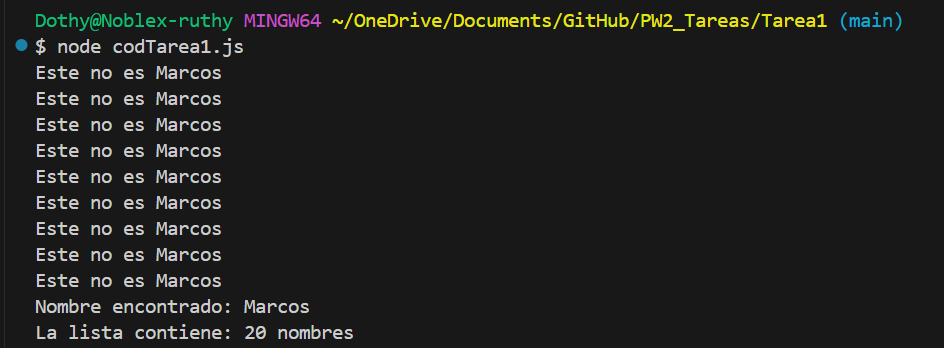 Dothy@Noblex-ruthy MINGW64 ~/OneDrive/Documents/GitHub/PW2_Tareas/Tarea1 (main)
$ node codTarea1.js
Este no es Marcos
Este no es Marcos
Este no es Marcos
Este no es Marcos
Este no es Marcos
Este no es Marcos
Este no es Marcos
Este no es Marcos
Este no es Marcos
Nombre encontrado: Marcos
La lista contiene: 20 nombres